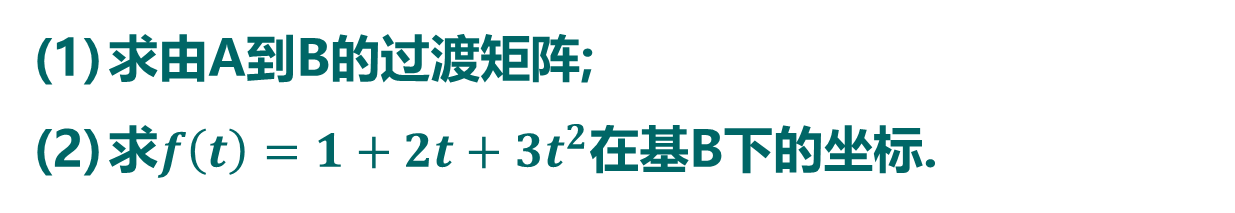 (1)求由A到B的过渡矩阵;
(2)求f(t) = 1 + 2t + 3t²在基B下的坐标.